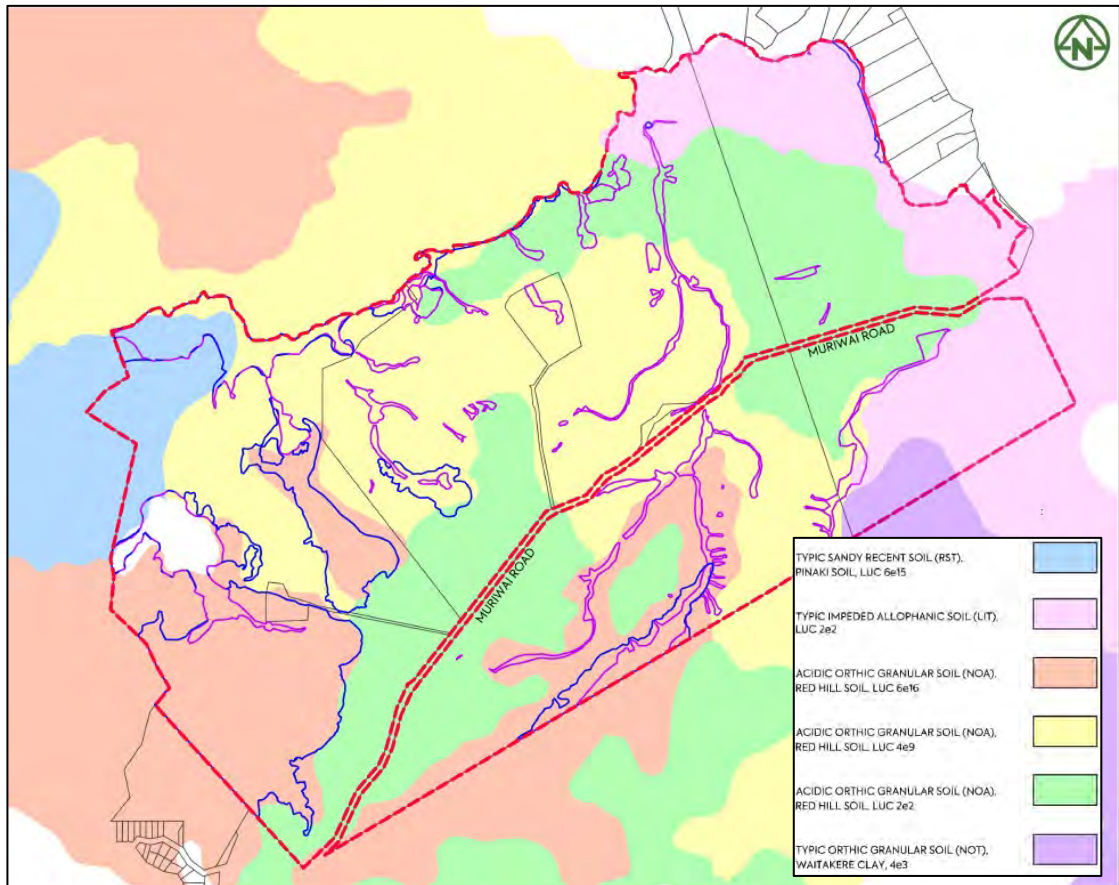 N
MURIWAI ROAD
MURIWAI ROAD
TYPIC SANDY RECENT SOIL (RST),
PINAKI SOIL, LUC 6e15
TYPIC IMPEDED ALLOPHANIC SOIL (LIT),
LUC 2e2
ACIDIC ORTHIC GRANULAR SOIL (NOA),
RED HILL SOIL, LUC 6e16
ACIDIC ORTHIC GRANULAR SOIL (NOA),
RED HILL SOIL, LUC 4e9
ACIDIC ORTHIC GRANULAR SOIL (NOA),
RED HILL SOIL, LUC 2e2
TYPIC ORTHIC GRANULAR SOIL (NOT),
WAITAKERE CLAY, 4e3